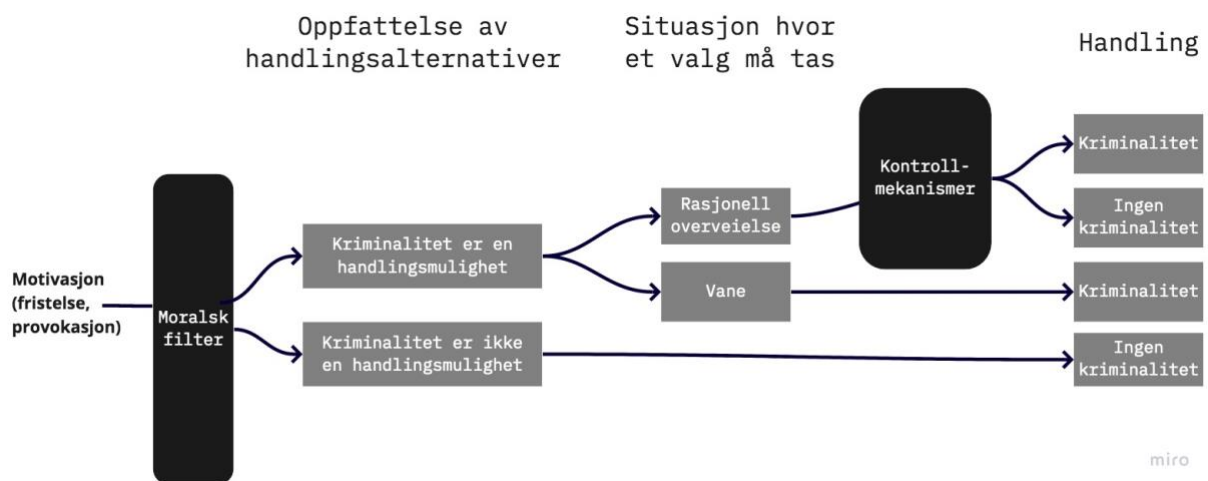 Oppfattelse av
handlingsalternativer
Situasjon hvor
et valg må tas
Handling
Motivasjon
(fristelse,
provokasjon)
Moralsk
filter
Kriminalitet er en
handlingsmulighet
Kriminalitet er ikke
en handlingsmulighet
Rasjonell
overveielse
Vane
Kontroll-
mekanismer
Kriminalitet
Ingen
kriminalitet
Kriminalitet
Ingen
kriminalitet
miro